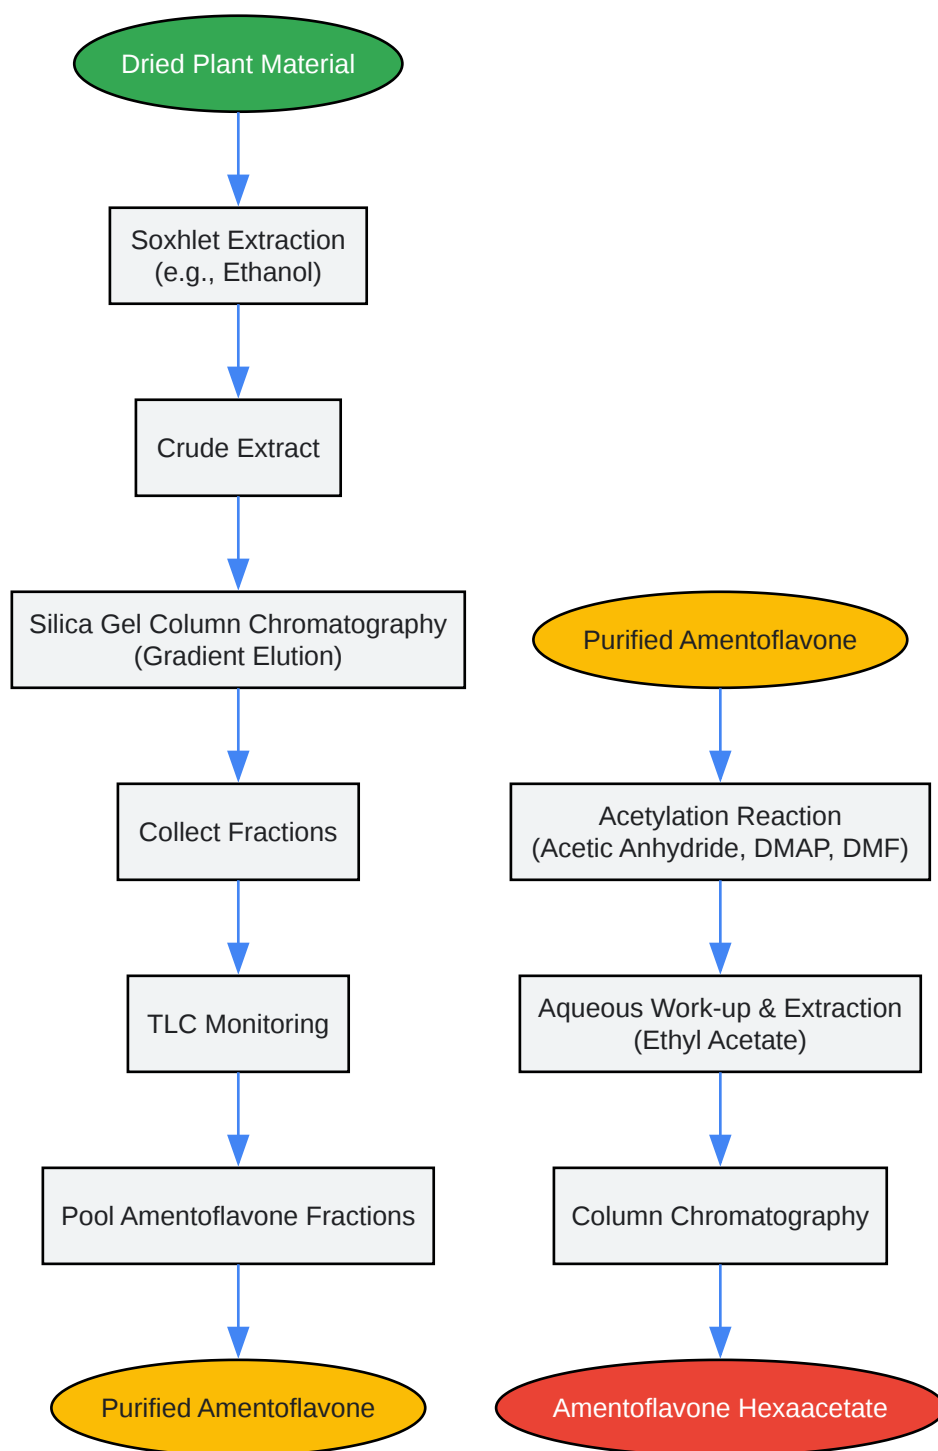 Dried Plant Material
Soxhlet Extraction
(e.g., Ethanol)
Crude Extract
Silica Gel Column Chromatography
(Gradient Elution)
Collect Fractions
TLC Monitoring
Pool Amentoflavone Fractions
Purified Amentoflavone
Purified Amentoflavone
Acetylation Reaction
(Acetic Anhydride, DMAP, DMF)
Aqueous Work-up & Extraction
(Ethyl Acetate)
Column Chromatography
Amentoflavone Hexaacetate